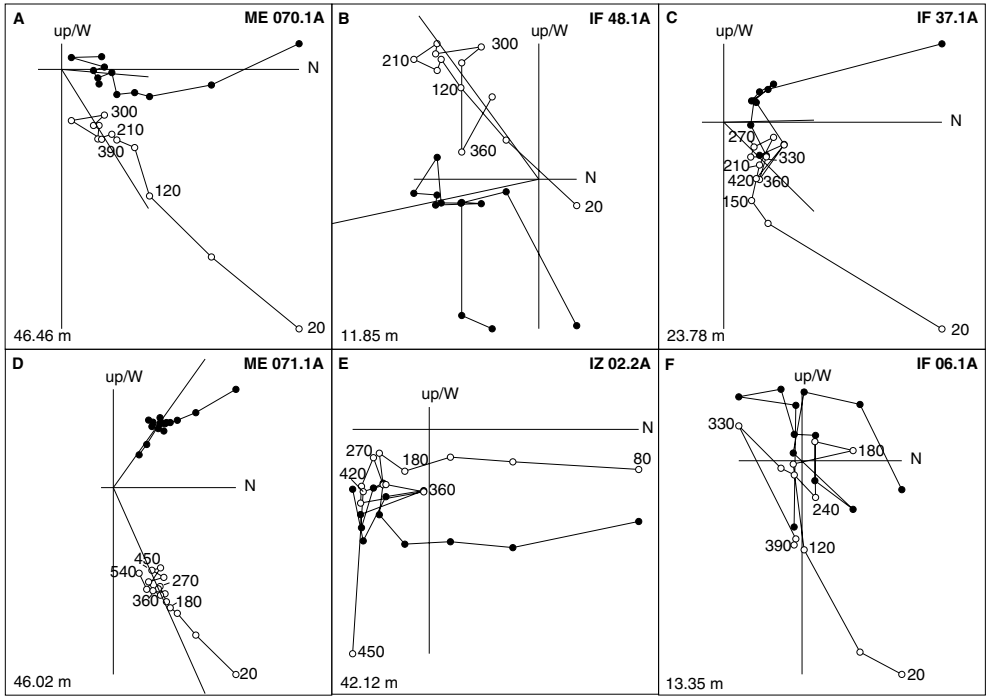 A
ME 070.1A
up/W
N
300
210
390
120
20
46.46 m
B
IF 48.1A
up/W
300
210
120
360
N
20
11.85 m
C
IF 37.1A
up/W
N
270
330
210
420
360
150
20
23.78 m
D
ME 071.1A
up/W
N
450
540
270
360
180
20
46.02 m
E
IZ 02.2A
up/W
N
270
180
80
420
360
450
42.12 m
F
IF 06.1A
up/W
330
180
N
240
390
120
20
13.35 m